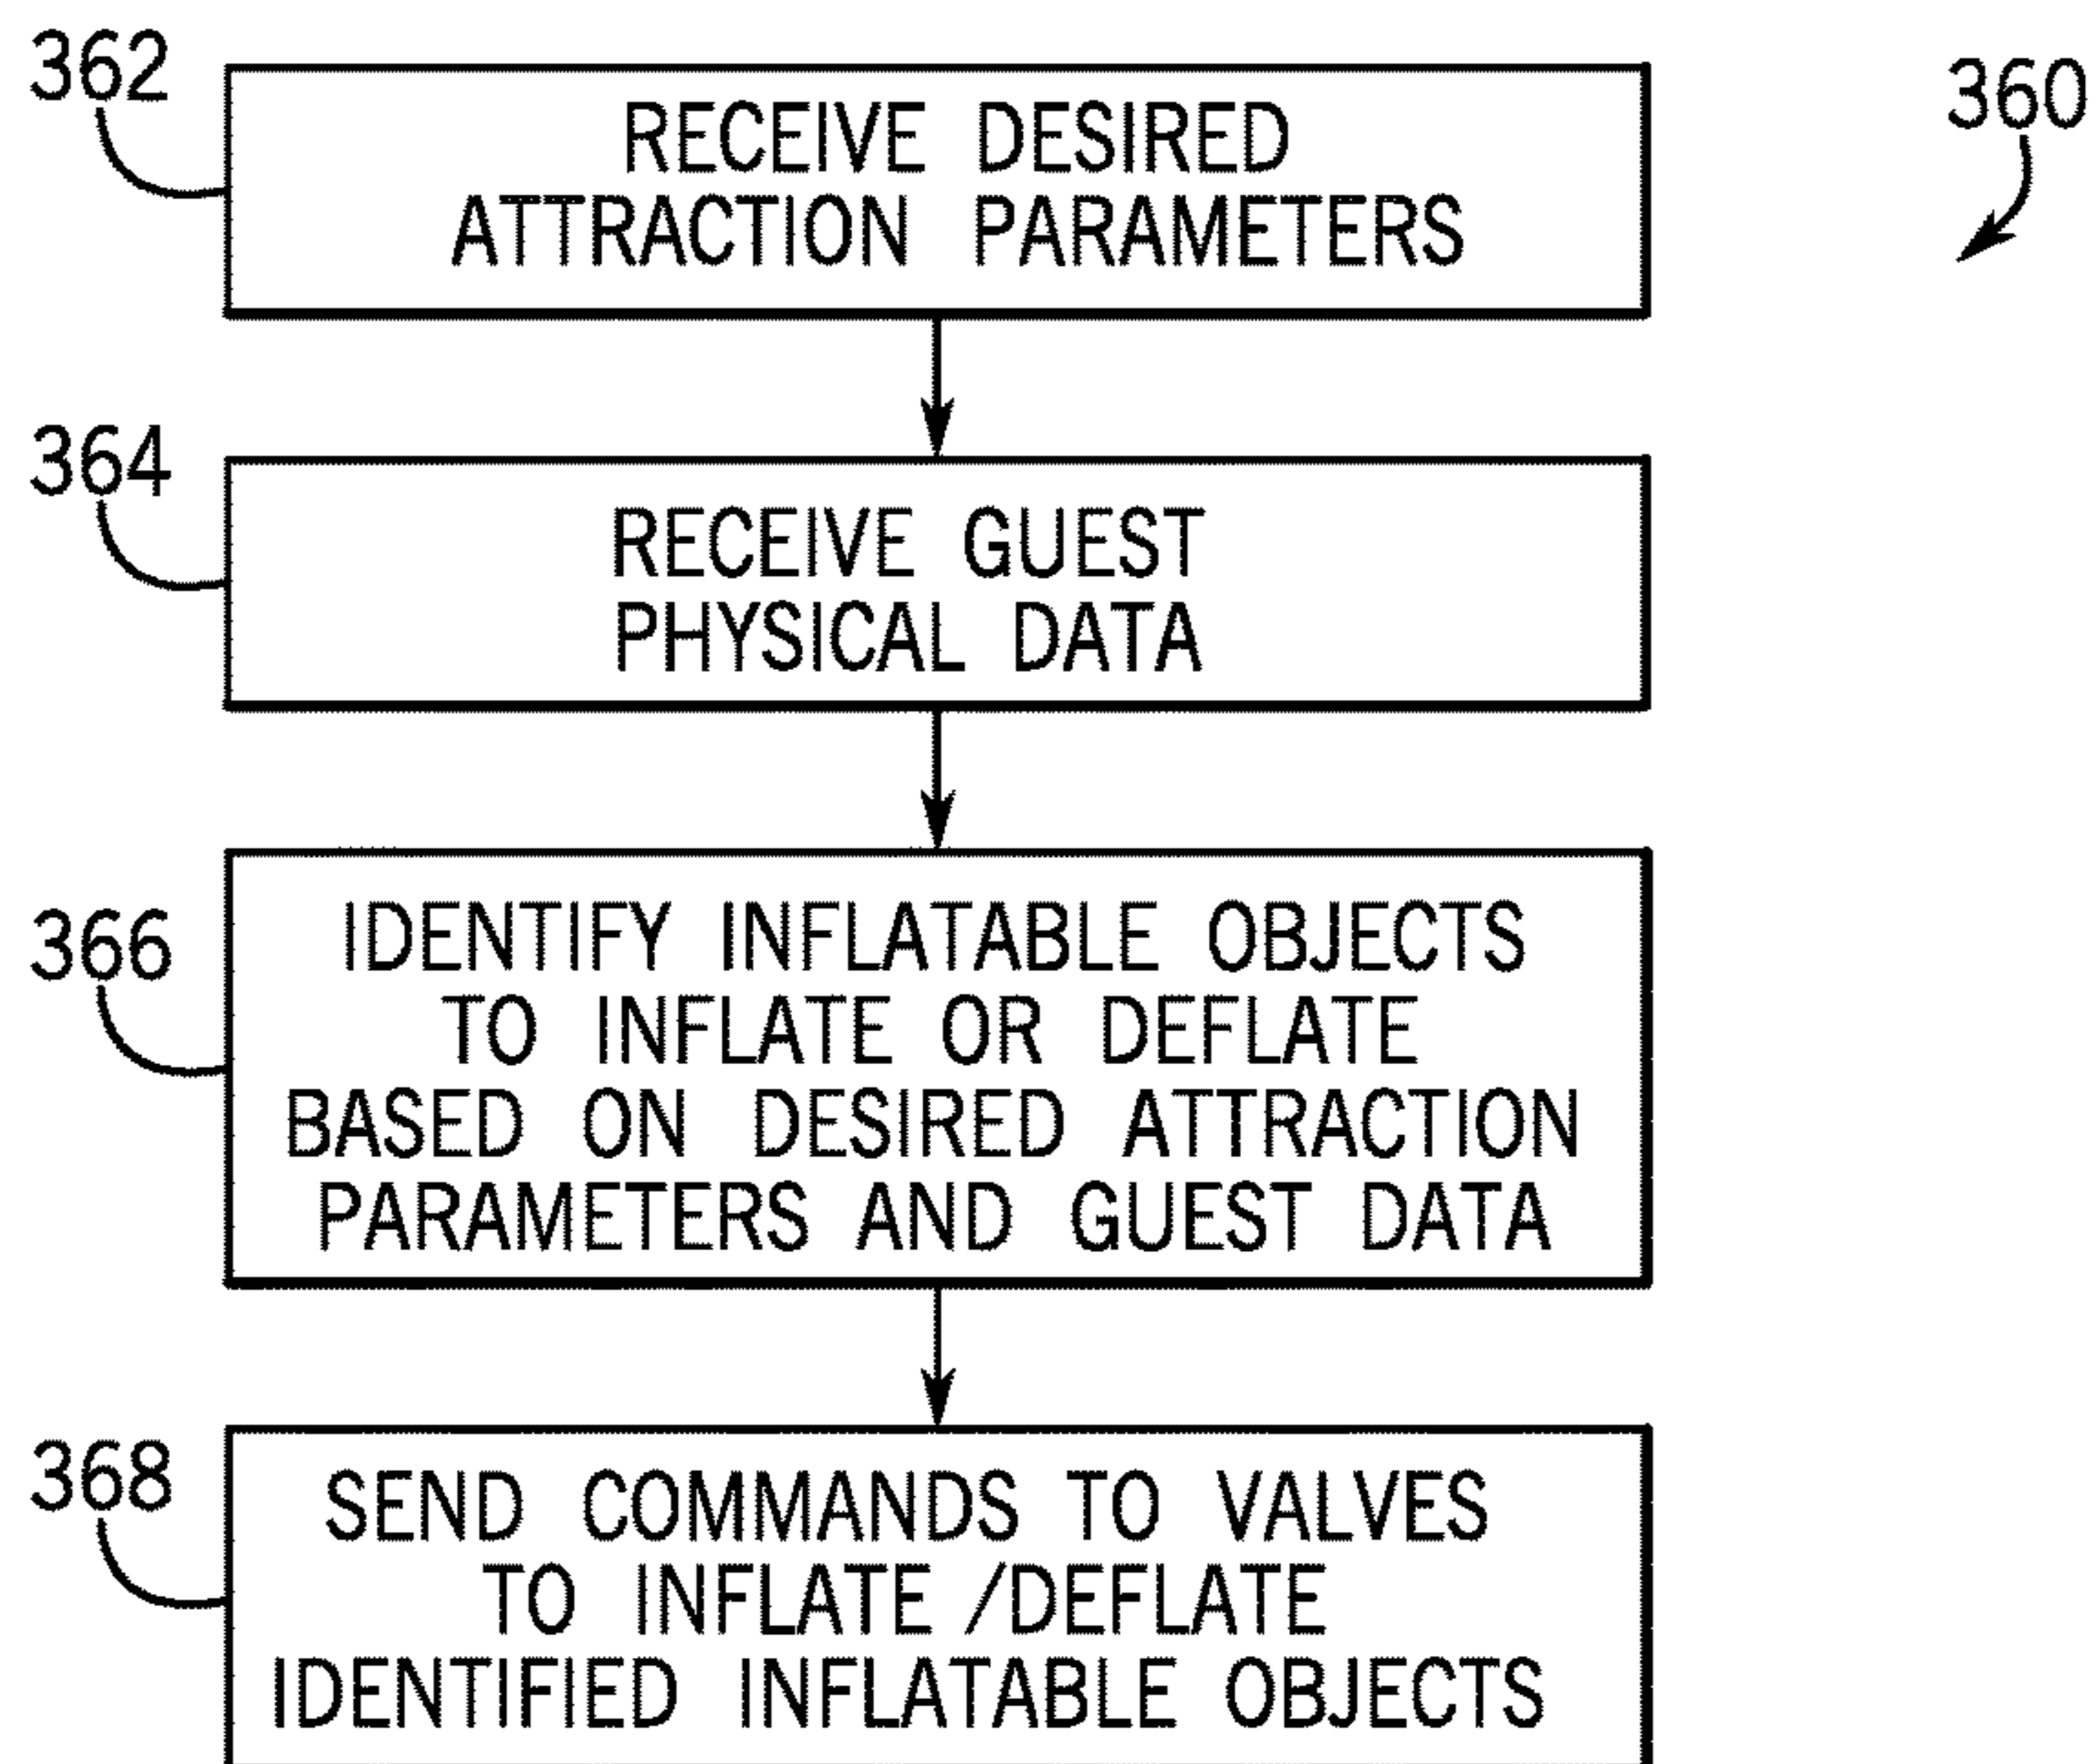 362
RECEIVE DESIRED
ATTRACTION PARAMETERS
360
364
RECEIVE GUEST
PHYSICAL DATA
366
IDENTIFY INFLATABLE OBJECTS
TO INFLATE OR DEFLATE
BASED ON DESIRED ATTRACTION
PARAMETERS AND GUEST DATA
368
SEND COMMANDS TO VALVES
TO INFLATE /DEFLATE
IDENTIFIED INFLATABLE OBJECTS